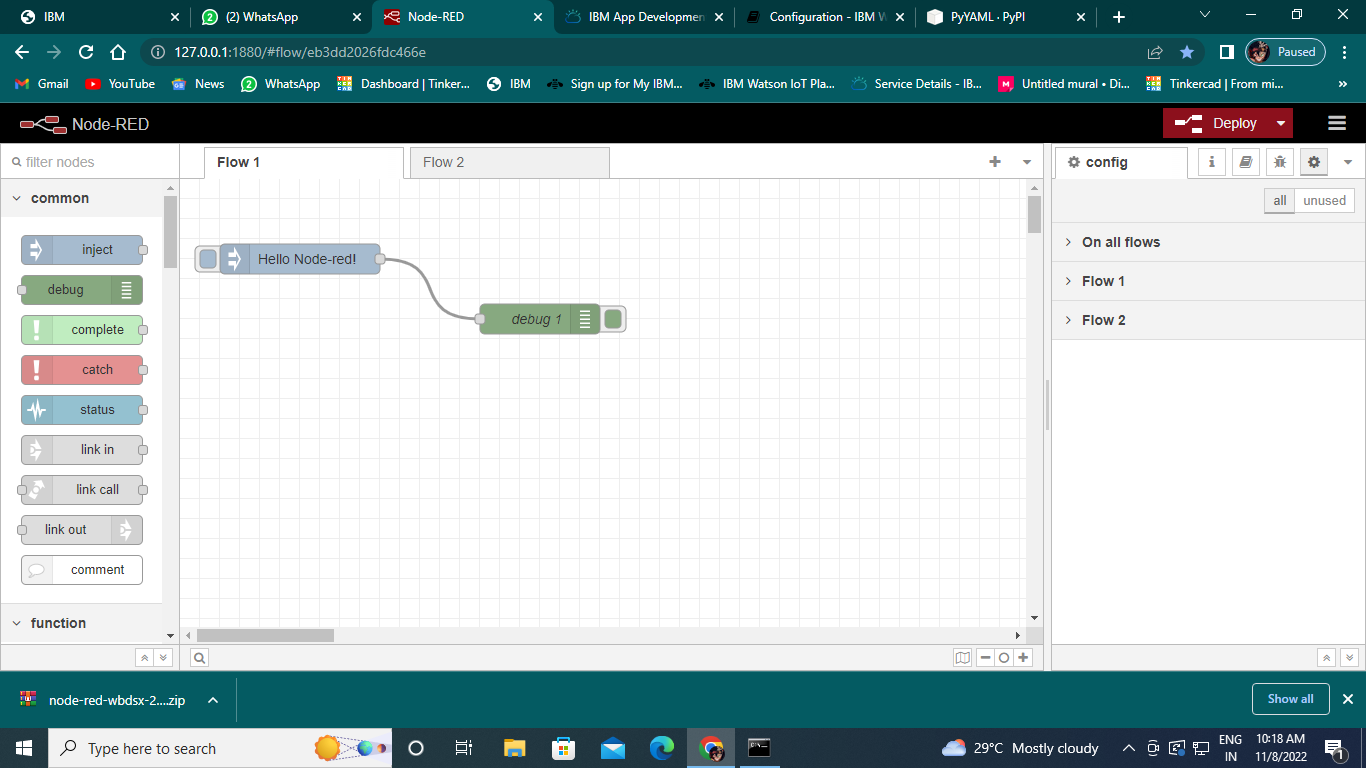 IBM
(2) WhatsApp
Node-RED
IBM App Developmen
Configuration - IBM W
PyYAML · PyPI
127.0.0.1:1880/#flow/eb3dd2026fdc466e
Paused
Gmail
YouTube
News
WhatsApp
Dashboard | Tinker...
IBM
Sign up for My IBM...
IBM Watson IoT Pla...
Service Details - IB...
Untitled mural • Di...
Tinkercad | From mi...
Node-RED
Deploy
filter nodes
Flow 1
Flow 2
config
all
unused
common
On all flows
Flow 1
Flow 2
inject
debug
complete
catch
status
link in
link call
link out
comment
function
Hello Node-red!
debug 1
node-red-wbdsx-2....zip
Show all
Type here to search
29°C Mostly cloudy
ENG
IN
10:18 AM
11/8/2022
1